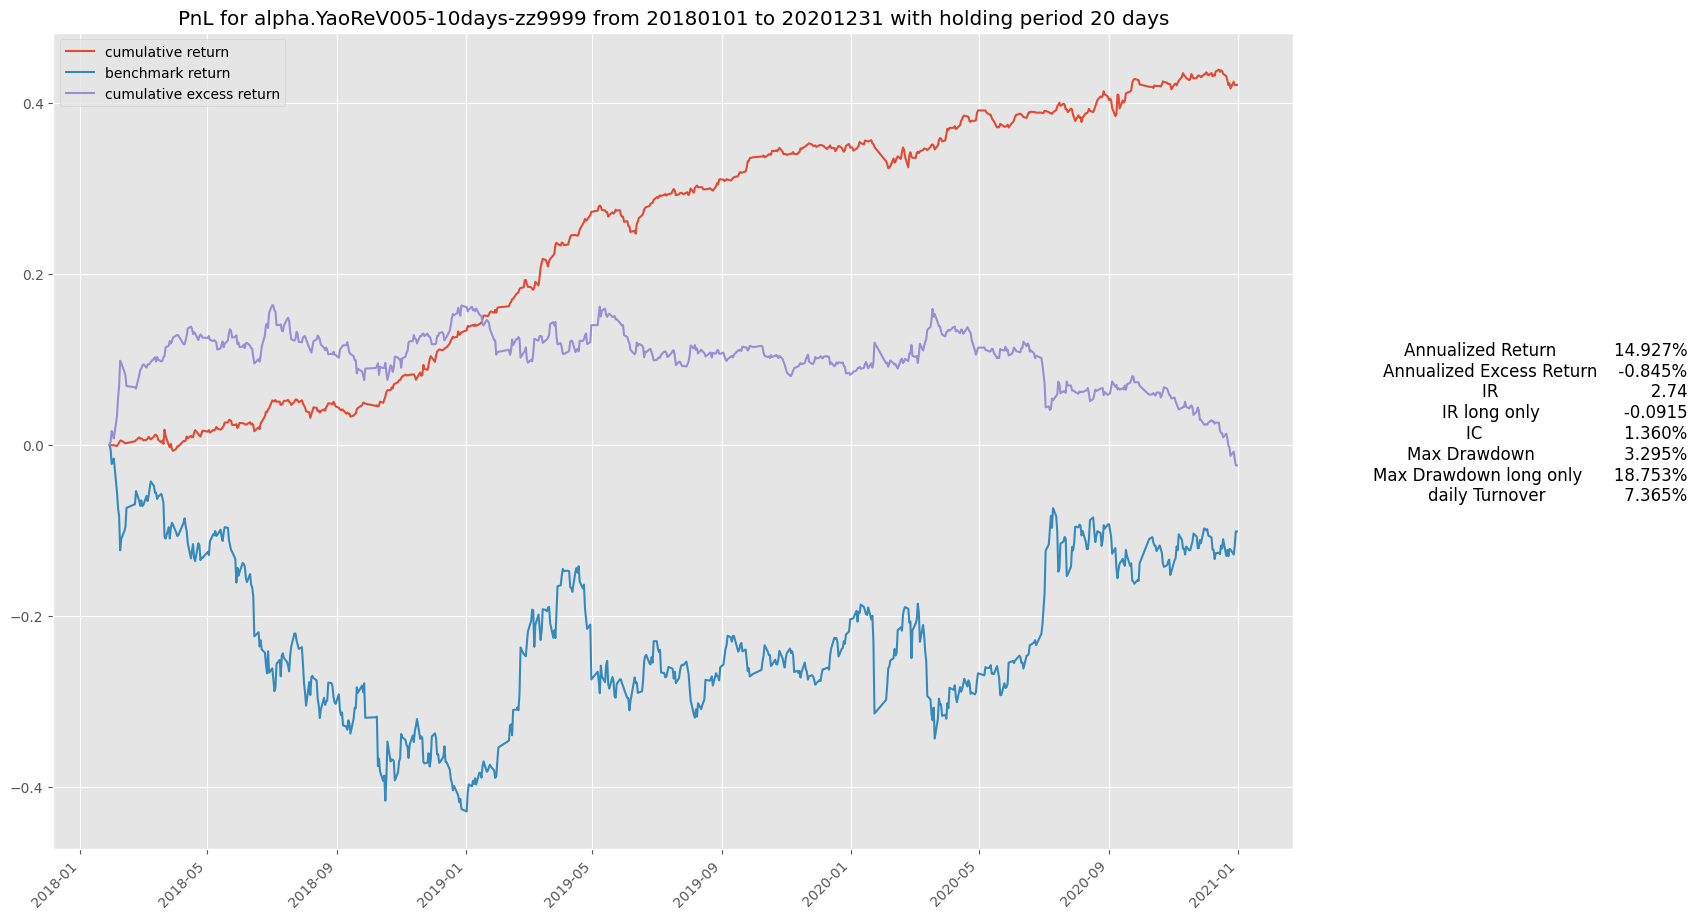 PnL for alpha.YaoReV005-10days-zz9999 from 20180101 to 20201231 with holding period 20 days
cumulative return
benchmark return
cumulative excess return
0.4
0.2
0.0
−0.2
−0.4
2018-01
2018-05
2018-09
2019-01
2019-05
2019-09
2020-01
2020-05
2020-09
2021-01
Annualized Return 14.927%
Annualized Excess Return -0.845%
IR 2.74
IR long only -0.0915
IC 1.360%
Max Drawdown 3.295%
Max Drawdown long only 18.753%
daily Turnover 7.365%